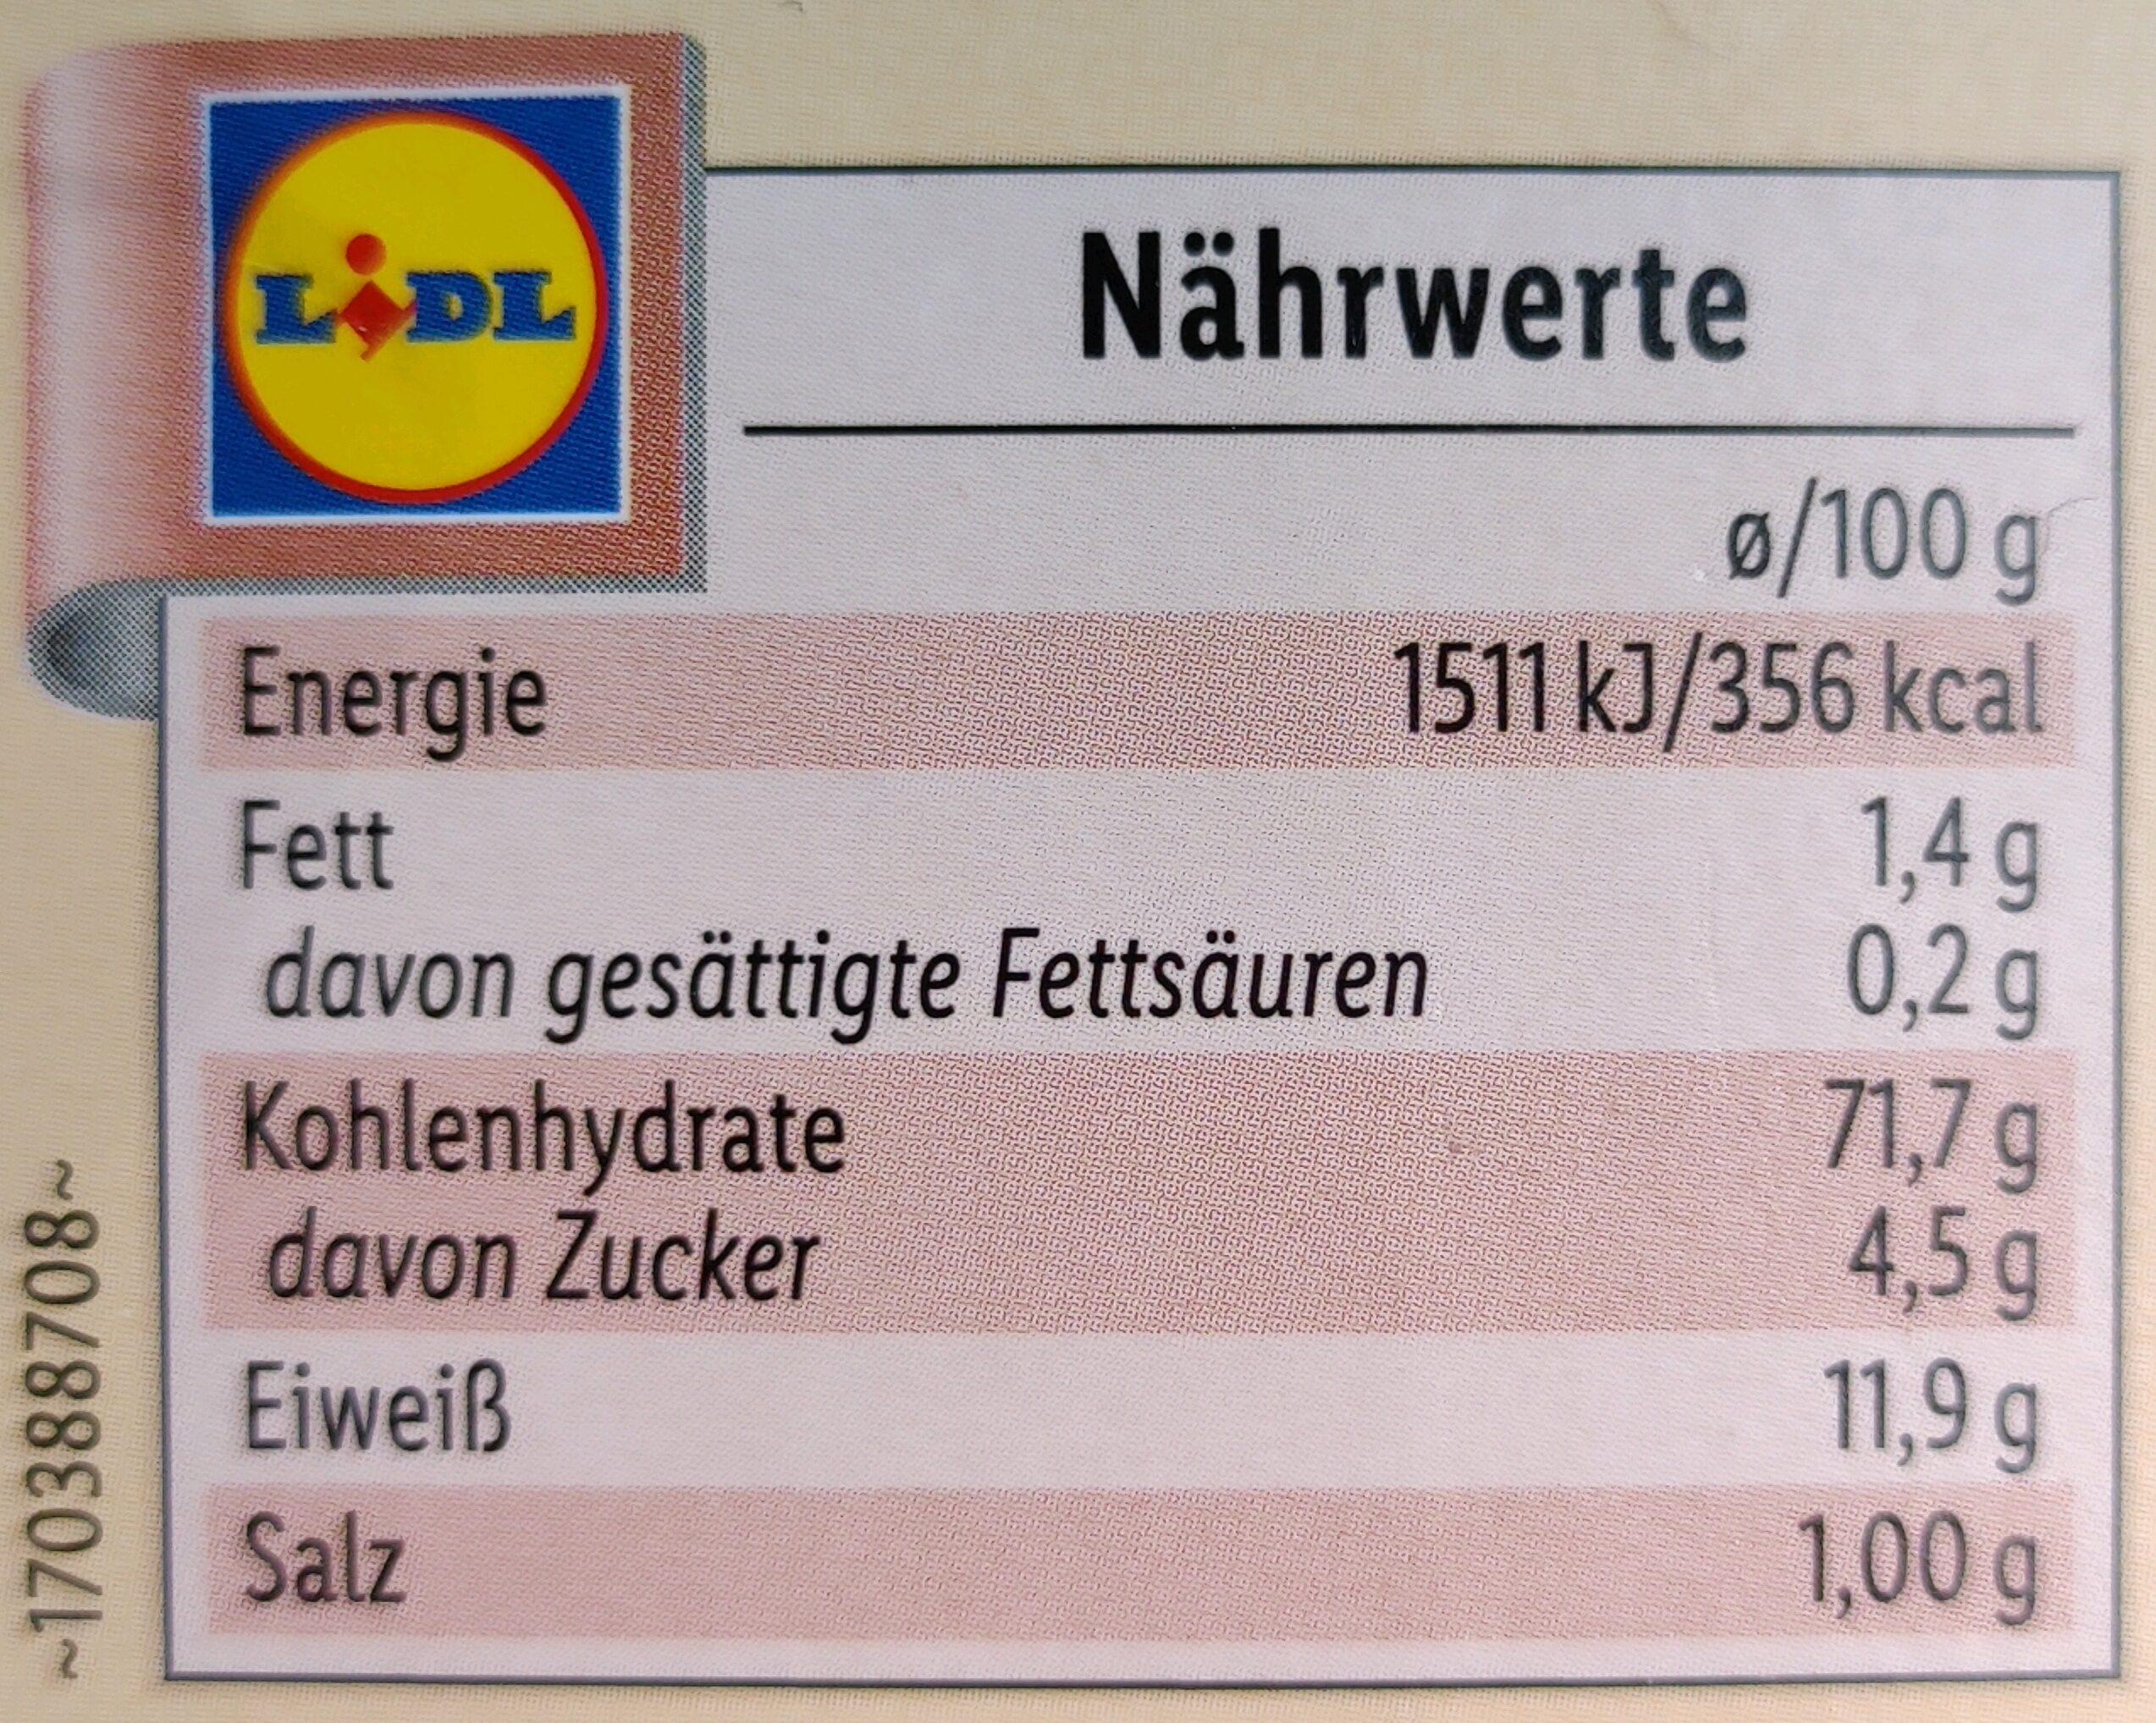 LIDL
Nährwerte
ø/100 g
Energie 1511 kJ/356 kcal
Fett 1,4 g
davon gesättigte Fettsäuren 0,2 g
Kohlenhydrate 71,7 g
davon Zucker 4,5 g
Eiweiß 11,9 g
Salz 1,00 g
~1703887708~